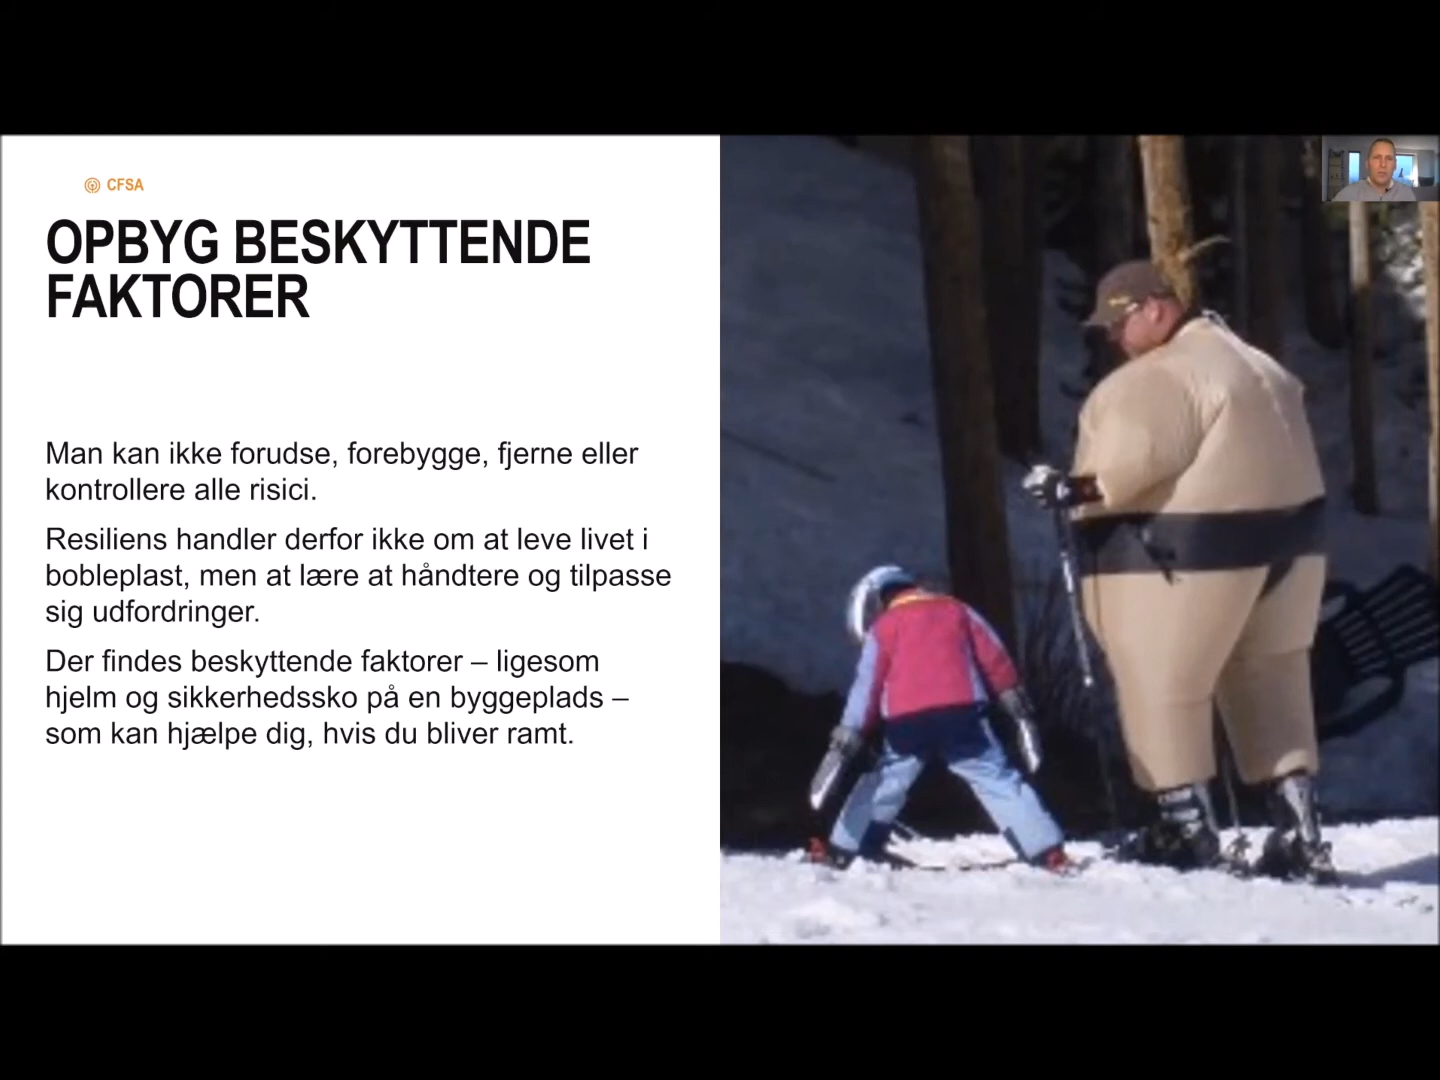 CFSA
OPBYG BESKYTTENDE
FAKTORER
Man kan ikke forudse, forebygge, fjerne eller
kontrollere alle risici.
Resiliens handler derfor ikke om at leve livet i
bobleplast, men at lære at håndtere og tilpasse
sig udfordringer.
Der findes beskyttende faktorer – ligesom
hjelm og sikkerhedssko på en byggeplads –
som kan hjælpe dig, hvis du bliver ramt.